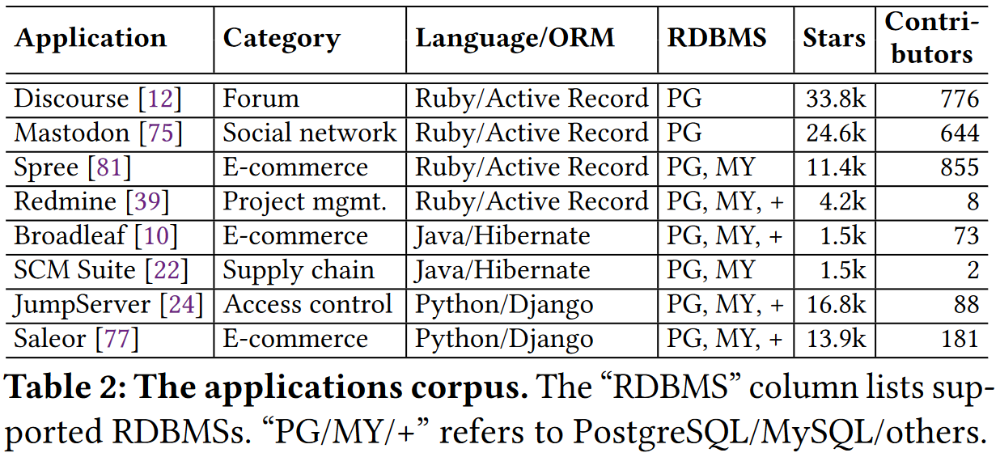 Application Category Language/ORM RDBMS Stars Contri-
butors
Discourse [12] Forum Ruby/Active Record PG 33.8k 776
Mastodon [75] Social network Ruby/Active Record PG 24.6k 644
Spree [81] E-commerce Ruby/Active Record PG, MY 11.4k 855
Redmine [39] Project mgmt. Ruby/Active Record PG, MY, + 4.2k 8
Broadleaf [10] E-commerce Java/Hibernate PG, MY, + 1.5k 73
SCM Suite [22] Supply chain Java/Hibernate PG, MY 1.5k 2
JumpServer [24] Access control Python/Django PG, MY, + 16.8k 88
Saleor [77] E-commerce Python/Django PG, MY, + 13.9k 181
Table 2: The applications corpus. The “RDBMS” column lists sup-
ported RDBMSs. “PG/MY/+” refers to PostgreSQL/MySQL/others.